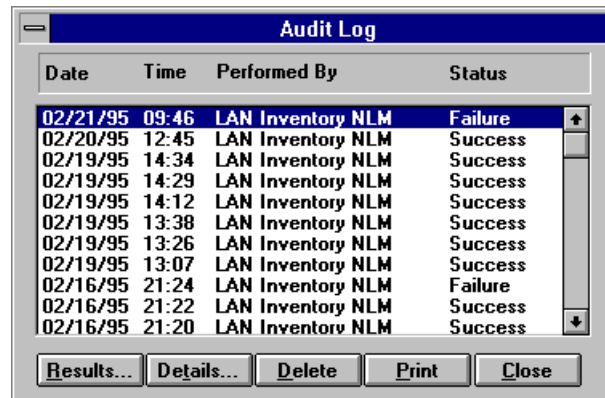 Audit Log
Date Time Performed By Status
02/21/95 09:46 LAN Inventory NLM Failure
02/20/95 12:45 LAN Inventory NLM Success
02/19/95 14:34 LAN Inventory NLM Success
02/19/95 14:29 LAN Inventory NLM Success
02/19/95 14:12 LAN Inventory NLM Success
02/19/95 13:38 LAN Inventory NLM Success
02/19/95 13:26 LAN Inventory NLM Success
02/19/95 13:07 LAN Inventory NLM Success
02/16/95 21:24 LAN Inventory NLM Failure
02/16/95 21:22 LAN Inventory NLM Success
02/16/95 21:20 LAN Inventory NLM Success
Results... Details... Delete Print Close